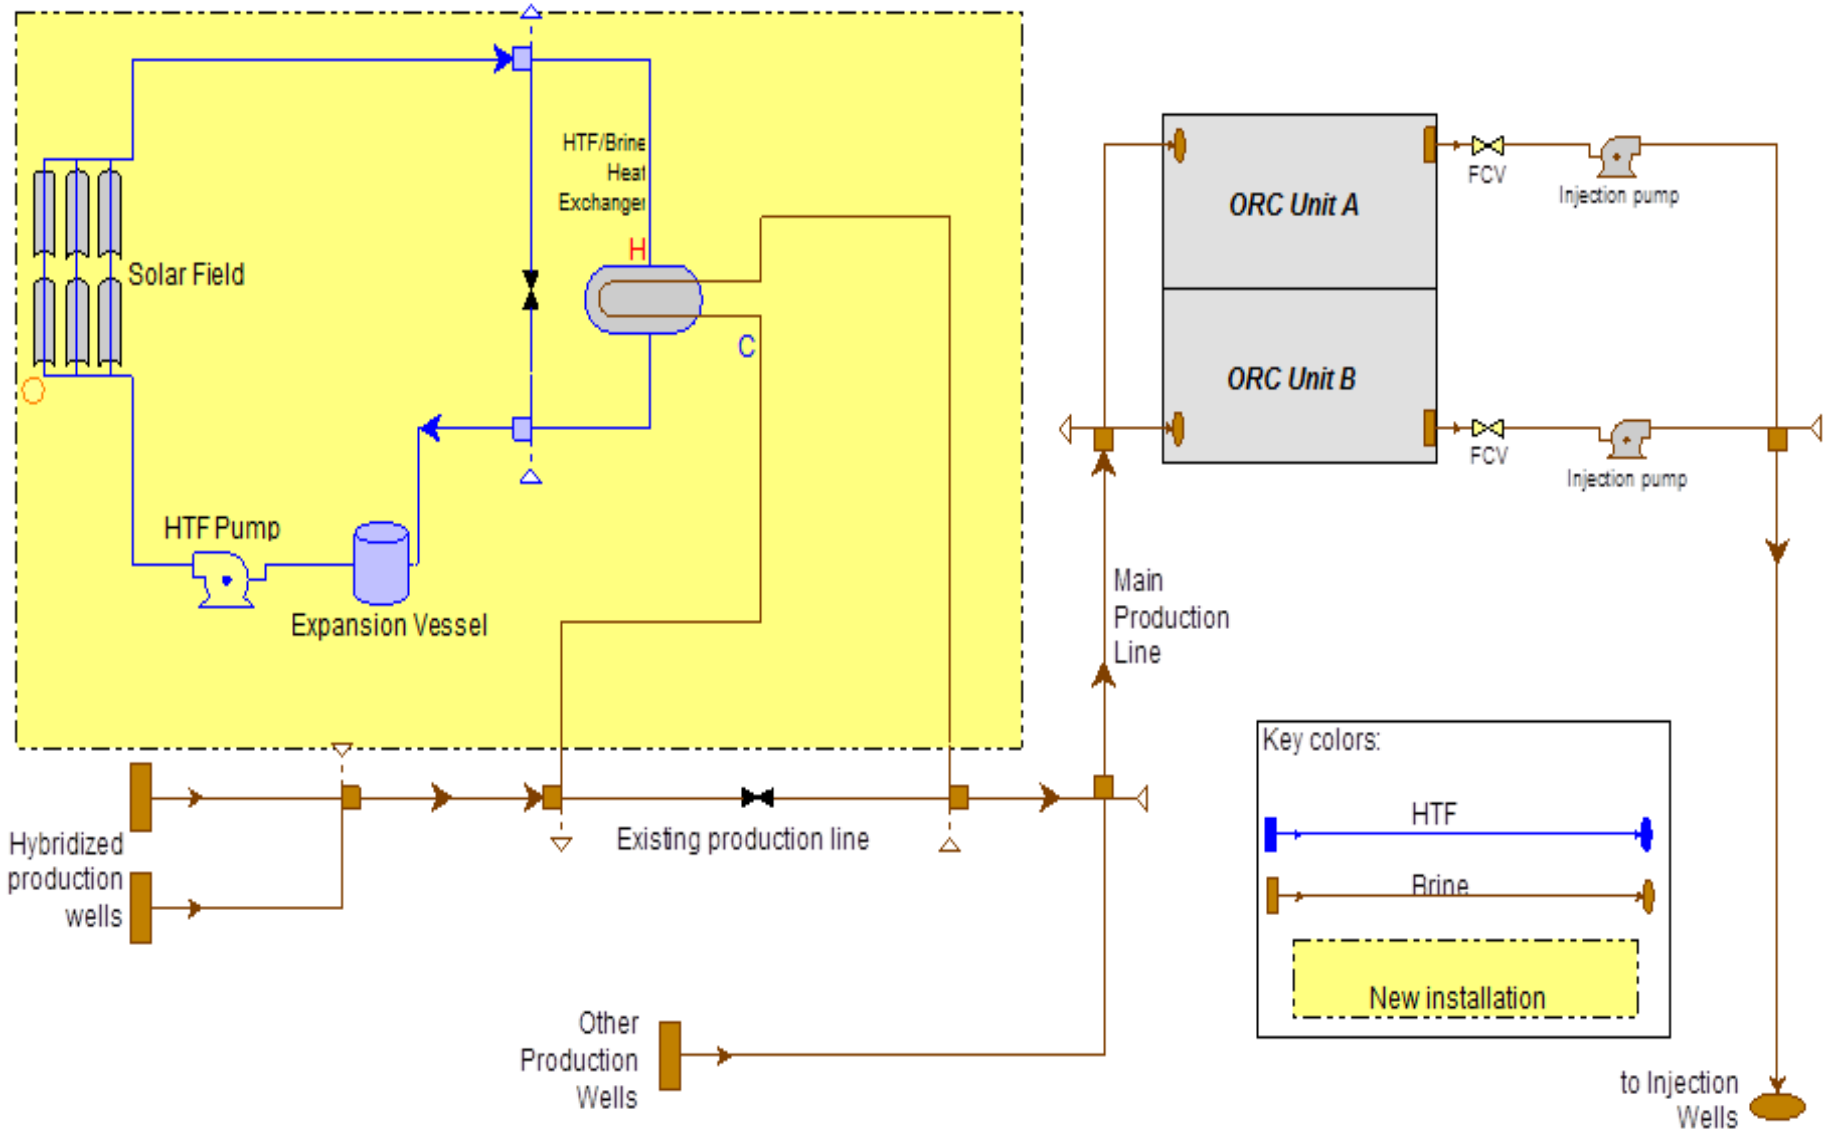 HTF/Brine
Heat
Exchanger
H
Solar Field
C
HTF Pump
Expansion Vessel
ORC Unit A
FCV
Injection pump
ORC Unit B
FCV
Injection pump
Main
Production
Line
Hybridized
production
wells
Existing production line
Other
Production
Wells
Key colors:
HTF
Brine
New installation
to Injection
Wells